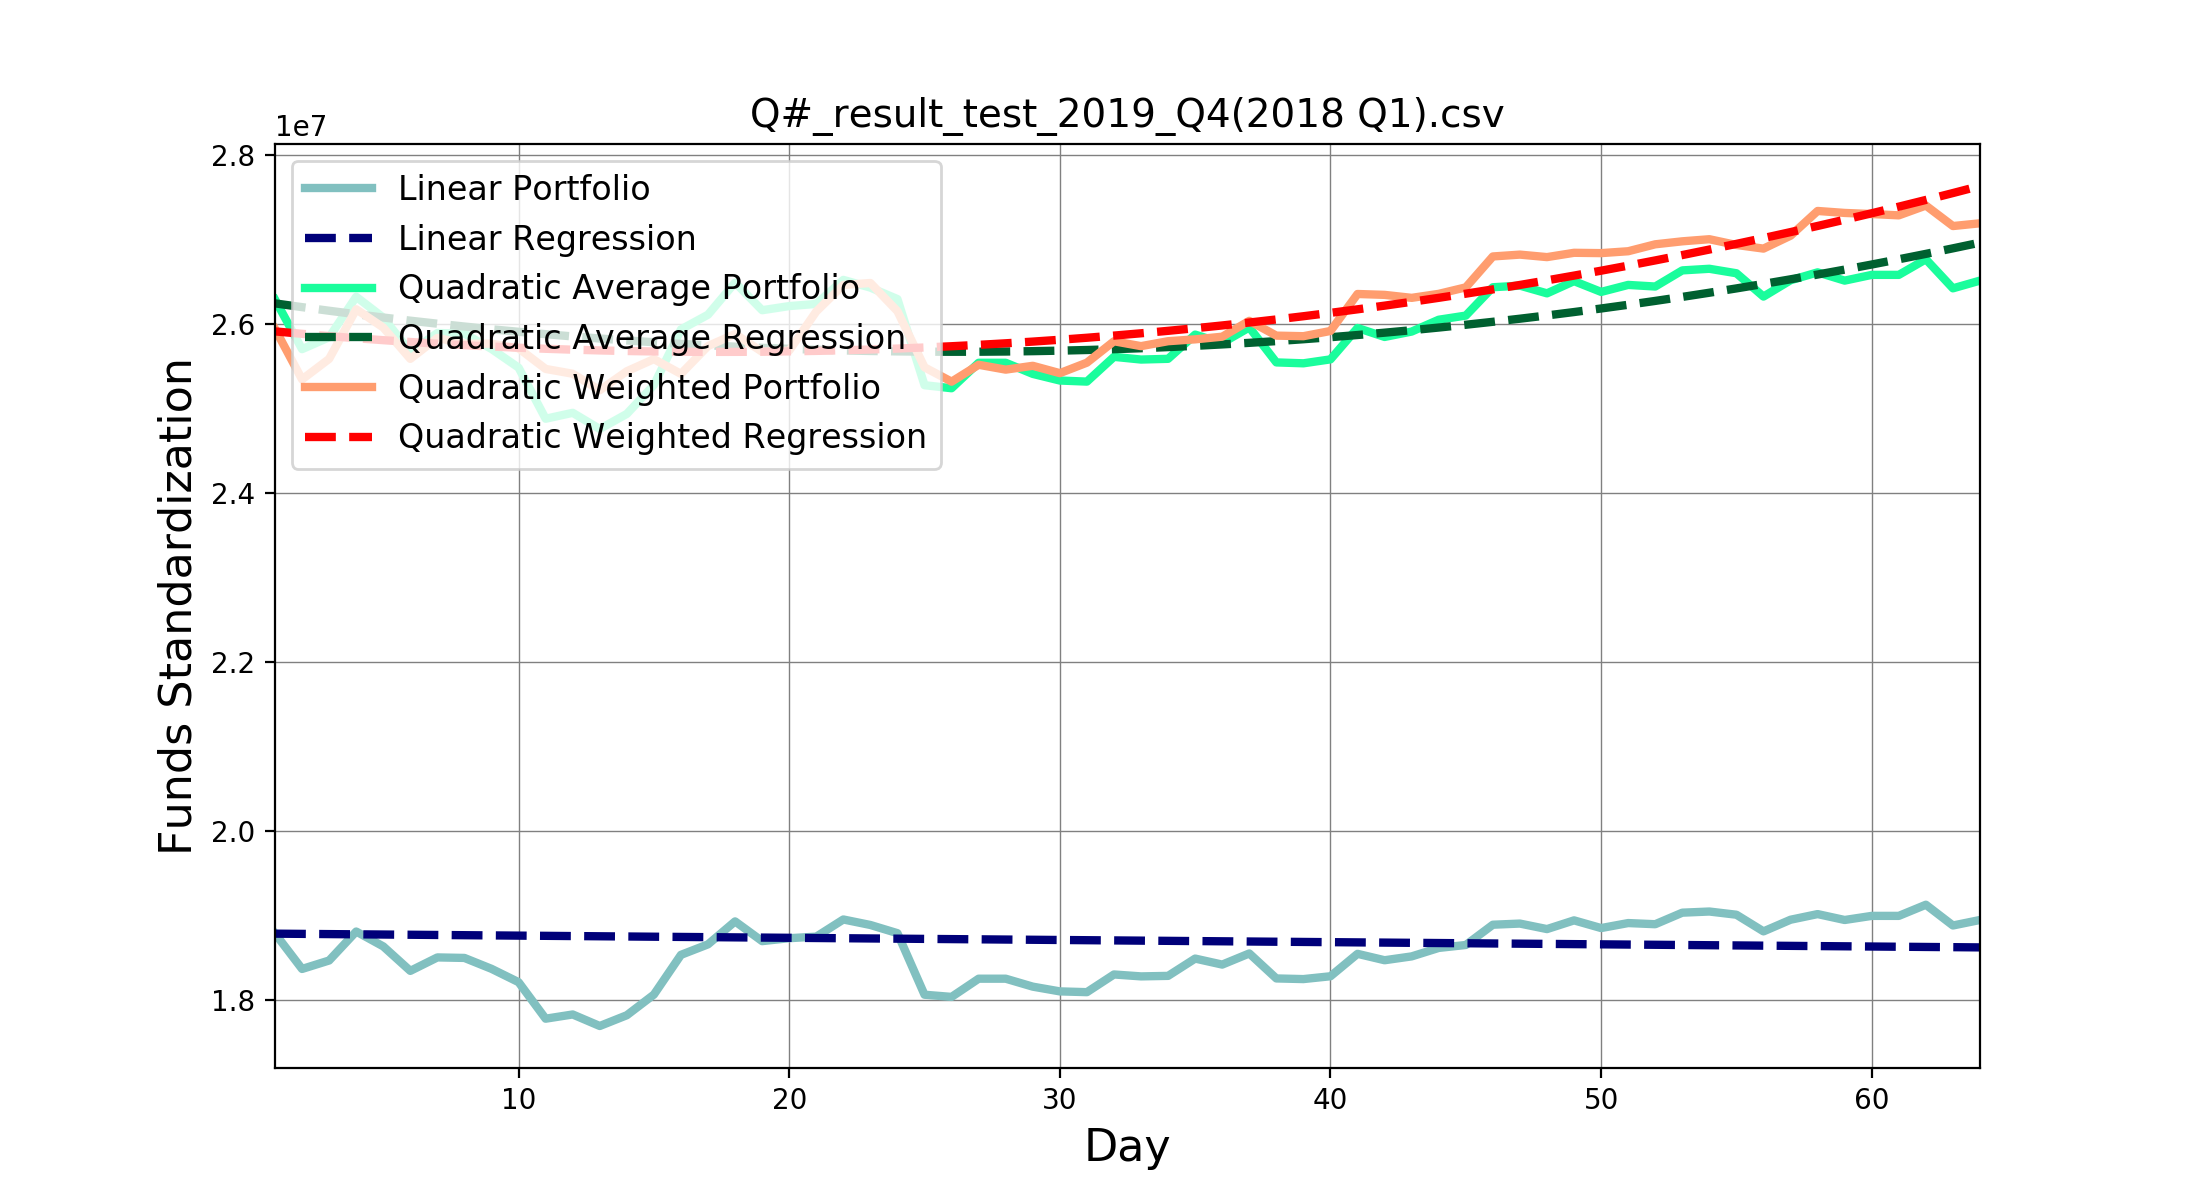 Q#_result_test_2019_Q4(2018 Q1).csv
1e7
2.8
2.6
2.4
2.2
2.0
1.8
Funds Standardization
Linear Portfolio
Linear Regression
Quadratic Average Portfolio
Quadratic Average Regression
Quadratic Weighted Portfolio
Quadratic Weighted Regression
10 20 30 40 50 60
Day